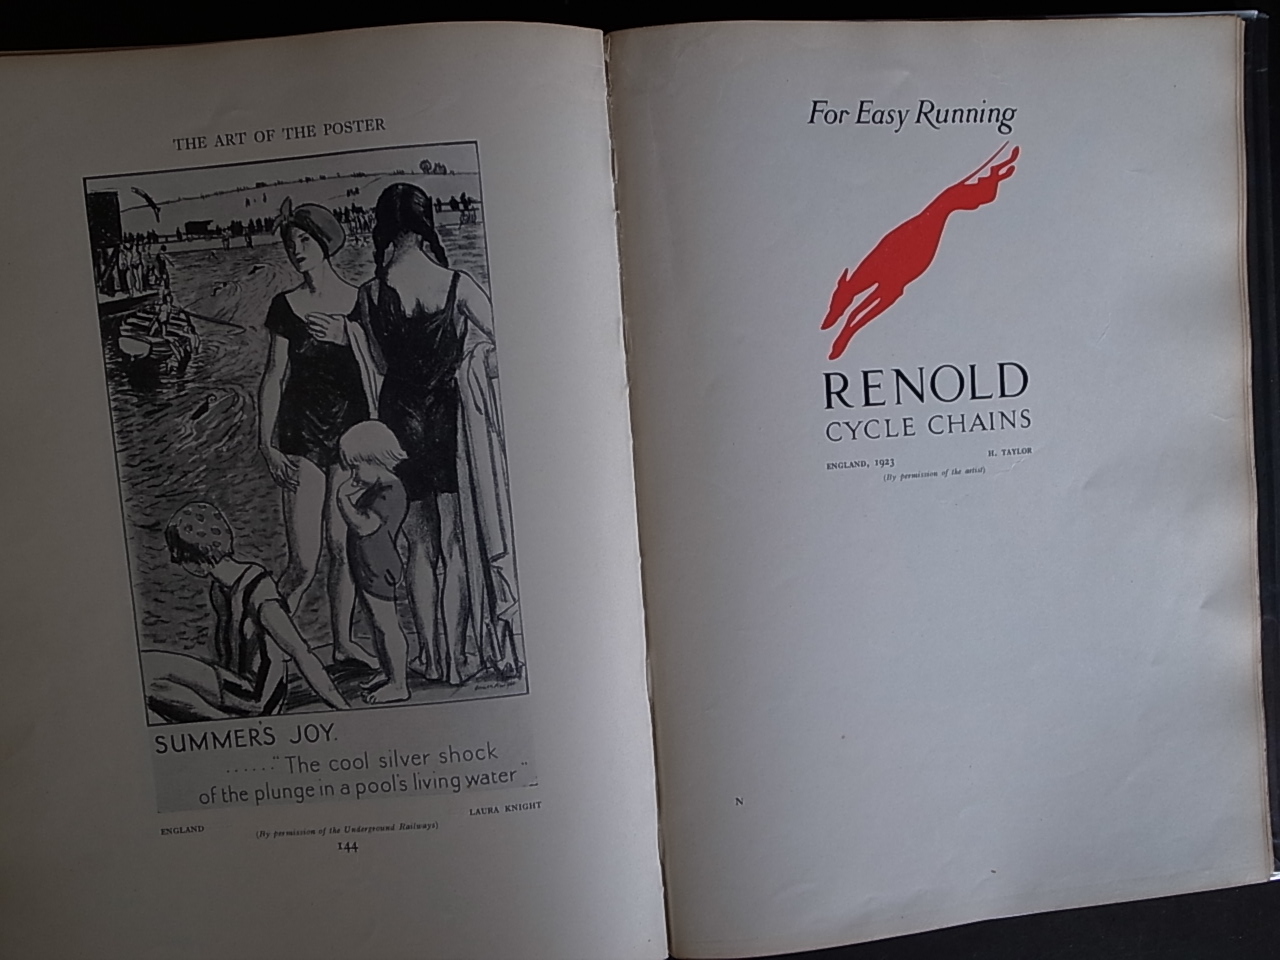 THE ART OF THE POSTER
SUMMER'S JOY.
......"The cool silver shock
of the plunge in a pool's living water"
ENGLAND
LAURA KNIGHT
(By permission of the Underground Railways)
144
For Easy Running
RENOLD
CYCLE CHAINS
ENGLAND, 1923
H. TAYLOR
(By permission of the artist)
N